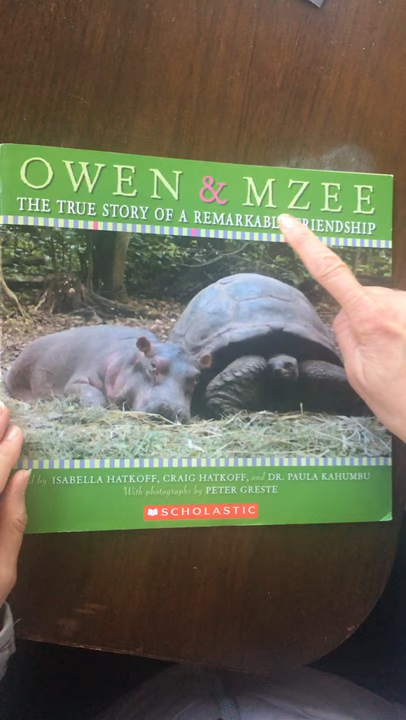 OWEN & MZEE
THE TRUE STORY OF A REMARKABLE FRIENDSHIP
by ISABELLA HATKOFF, CRAIG HATKOFF, and DR. PAULA KAHUMBU
With photographs by PETER GRESTE
SCHOLASTIC